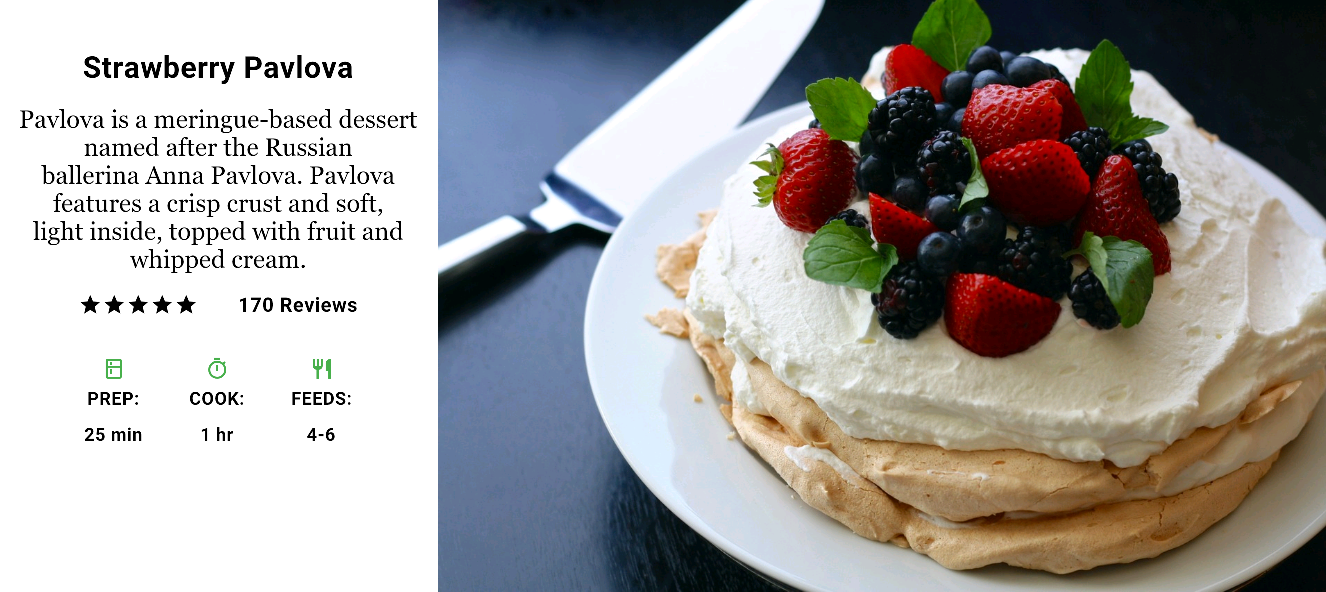 Strawberry Pavlova
Pavlova is a meringue-based dessert
named after the Russian
ballerina Anna Pavlova. Pavlova
features a crisp crust and soft,
light inside, topped with fruit and
whipped cream.
170 Reviews
PREP: COOK: FEEDS:
25 min 1 hr 4-6